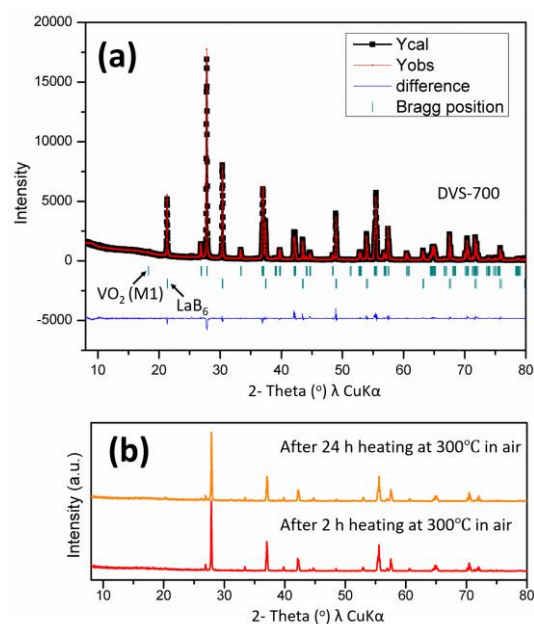 (a)
Ycal
Yobs
difference
Bragg position
DVS-700
VO₂ (M1)
LaB₆
Intensity
20000
15000
10000
5000
0
-5000
10 20 30 40 50 60 70 80
2- Theta (°) λ CuKα
(b)
After 24 h heating at 300℃ in air
After 2 h heating at 300℃ in air
Intensity (a.u.)
10 20 30 40 50 60 70 80
2- Theta (°) λ CuKα